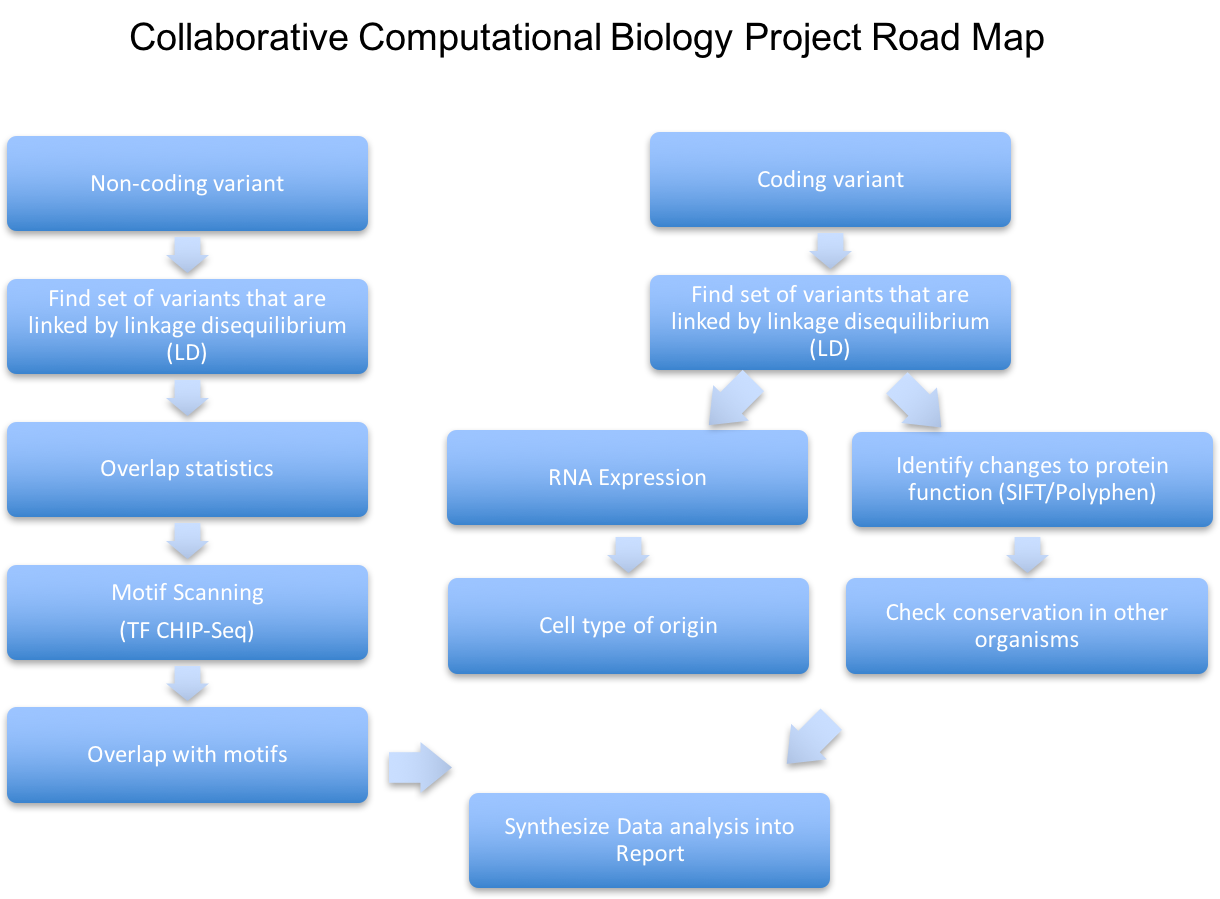 Collaborative Computational Biology Project Road Map
Non-coding variant
Find set of variants that are
linked by linkage disequilibrium
(LD)
Overlap statistics
Motif Scanning
(TF CHIP-Seq)
Overlap with motifs
Coding variant
Find set of variants that are
linked by linkage disequilibrium
(LD)
RNA Expression
Cell type of origin
Identify changes to protein
function (SIFT/Polyphen)
Check conservation in other
organisms
Synthesize Data analysis into
Report